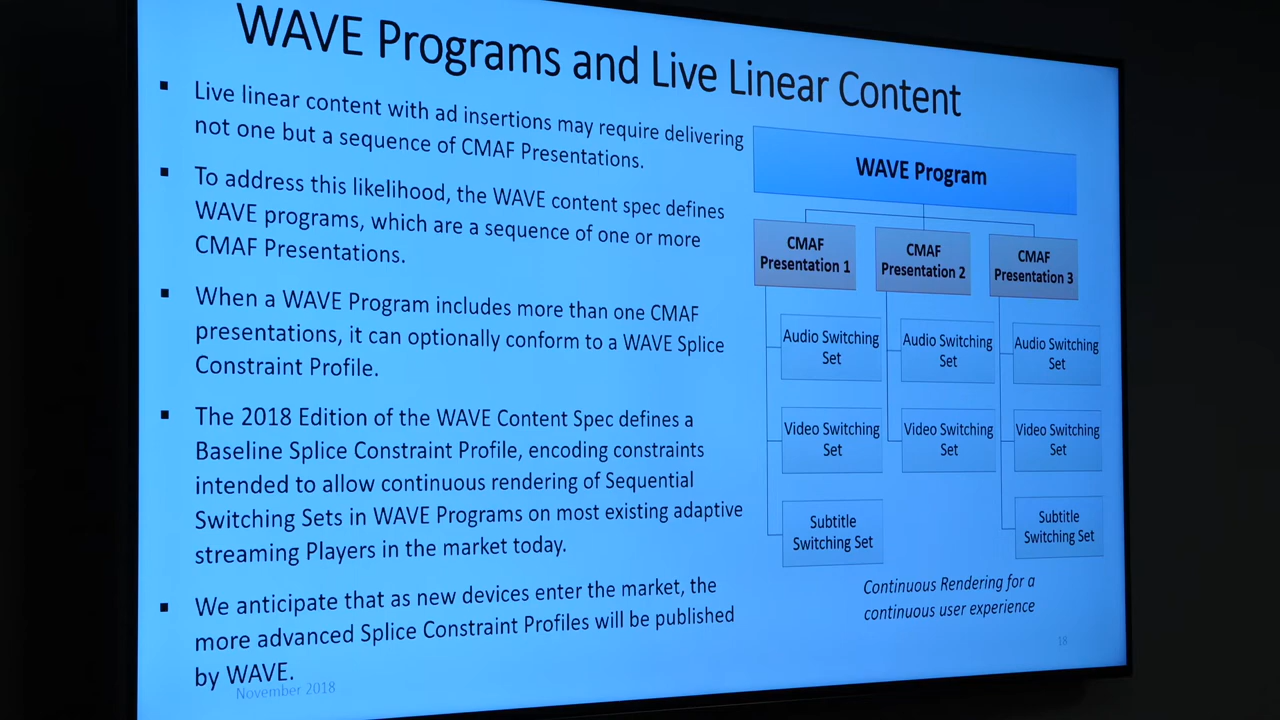 WAVE Programs and Live Linear Content
▪ Live linear content with ad insertions may require delivering
not one but a sequence of CMAF Presentations.
▪ To address this likelihood, the WAVE content spec defines
WAVE programs, which are a sequence of one or more
CMAF Presentations.
▪ When a WAVE Program includes more than one CMAF
presentations, it can optionally conform to a WAVE Splice
Constraint Profile.
▪ The 2018 Edition of the WAVE Content Spec defines a
Baseline Splice Constraint Profile, encoding constraints
intended to allow continuous rendering of Sequential
Switching Sets in WAVE Programs on most existing adaptive
streaming Players in the market today.
▪ We anticipate that as new devices enter the market, the
more advanced Splice Constraint Profiles will be published
by WAVE.
WAVE Program
CMAF
Presentation 1
CMAF
Presentation 2
CMAF
Presentation 3
Audio Switching
Set
Audio Switching
Set
Audio Switching
Set
Video Switching
Set
Video Switching
Set
Video Switching
Set
Subtitle
Switching Set
Subtitle
Switching Set
Continuous Rendering for a
continuous user experience
November 2018
18